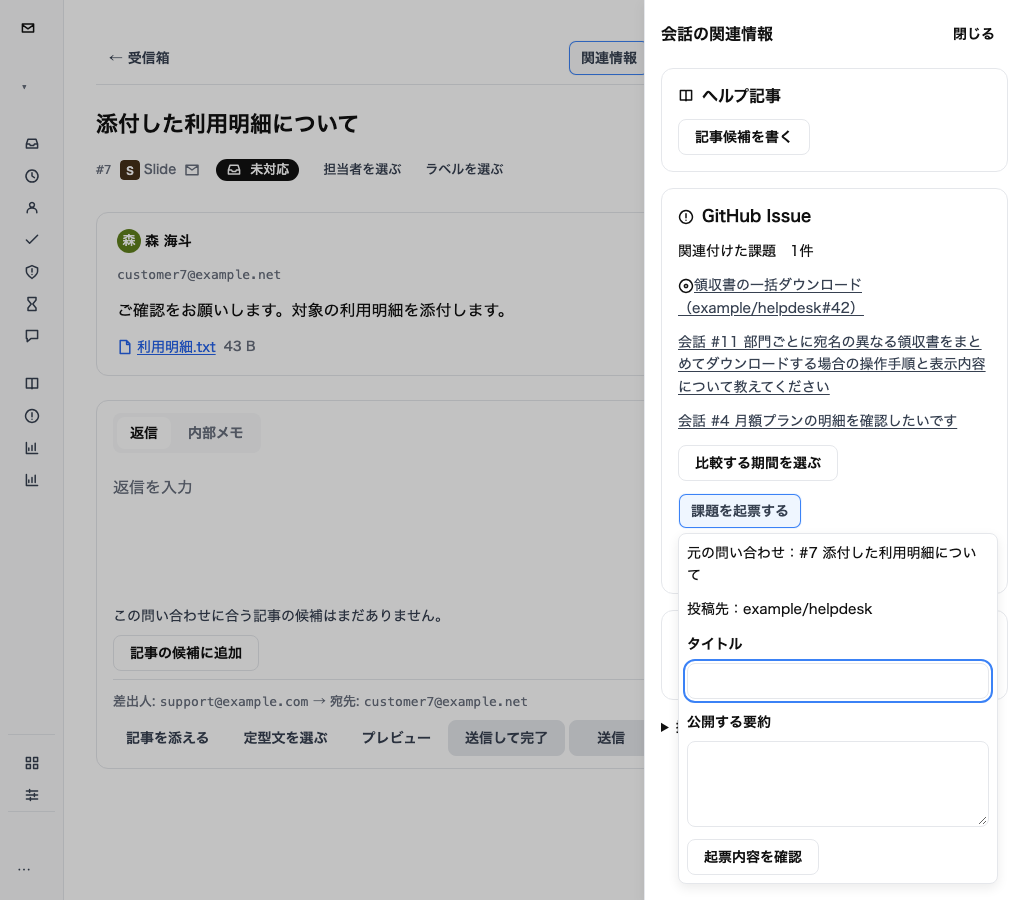 ← 受信箱
関連情報
添付した利用明細について
#7 S Slide 未対応 担当者を選ぶ ラベルを選ぶ
森 森 海斗
customer7@example.net
ご確認をお願いします。対象の利用明細を添付します。
利用明細.txt 43 B
返信 内部メモ
返信を入力
この問い合わせに合う記事の候補はまだありません。
記事の候補に追加
差出人: support@example.com → 宛先: customer7@example.net
記事を添える 定型文を選ぶ プレビュー 送信して完了 送信
…
会話の関連情報 閉じる
ヘルプ記事
記事候補を書く
GitHub Issue
関連付けた課題 1件
領収書の一括ダウンロード
（example/helpdesk#42）
会話 #11 部門ごとに宛名の異なる領収書をまと
めてダウンロードする場合の操作手順と表示内容
について教えてください
会話 #4 月額プランの明細を確認したいです
比較する期間を選ぶ
課題を起票する
元の問い合わせ：#7 添付した利用明細につい
て
投稿先：example/helpdesk
タイトル
公開する要約
起票内容を確認